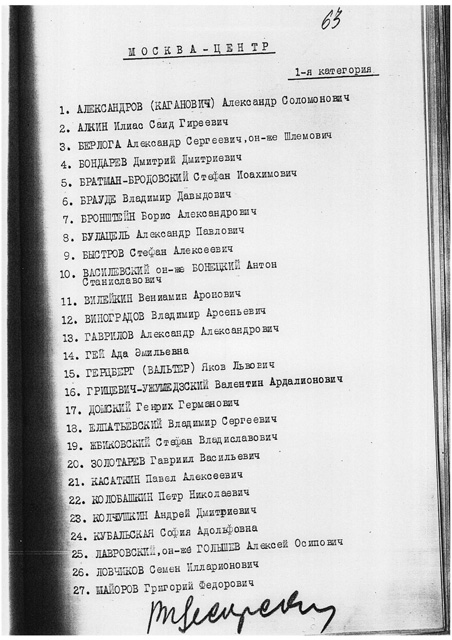 63
МОСКВА-ЦЕНТР
1-я категория
1. АЛЕКСАНДРОВ (КАГАНОВИЧ) Александр Соломонович
2. АЛКИН Илиас Саид Гиреевич
3. БЕРЛОГА Александр Сергеевич,он-же Шлемович
4. БОНДАРЕВ Дмитрий Дмитриевич
5. БРАТМАН-БРОДОВСКИЙ Стефан Иоахимович
6. БРАУДЕ Владимир Давыдович
7. БРОНШТЕЙН Борис Александрович
8. БУЛАЦЕЛЬ Александр Павлович
9. БЫСТРОВ Стефан Алексеевич
10. ВАСИЛЕВСКИЙ он-же БОНЕЦКИЙ Антон
Станиславович
11. ВИЛЕЙКИН Вениамин Аронович
12. ВИНОГРАДОВ Владимир Арсеньевич
13. ГАВРИЛОВ Александр Александрович
14. ГЕЙ Ада Эмильевна
15. ГЕРЦБЕРГ (ВАЛЬТЕР) Яков Львович
16. ГРИЦЕВИЧ-УЖУМЕДЗСКИЙ Валентин Ардалионович
17. ДОМСКИЙ Генрих Германович
18. ЕЛПАТЬЕВСКИЙ Владимир Сергеевич
19. ЖБИКОВСКИЙ Стефан Владиславович
20. ЗОЛОТАРЕВ Гавриил Васильевич
21. КАСАТКИН Павел Алексеевич
22. КОЛОБАШКИН Петр Николаевич
23. КОЛЧУШКИН Андрей Дмитриевич
24. КУБАЛЬСКАЯ София Адольфовна
25. ЛАВРОВСКИЙ,он-же ГОЛЫШЕВ Алексей Осипович
26. ЛОВЧИКОВ Семен Илларионович
27. МАЙОРОВ Григорий Федорович